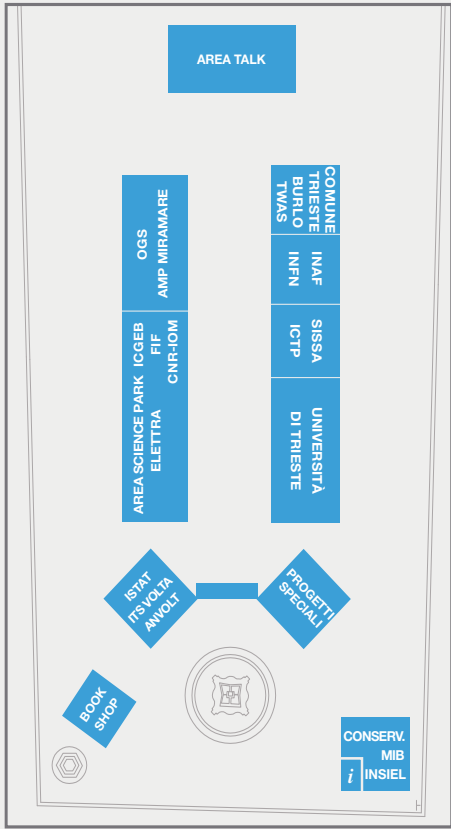 AREA TALK
OGS
AMP MIRAMARE
COMUNE
TRIESTE
BURLO
TWAS
INAF
INFN
ICGEB
FIF
CNR-IOM
AREA SCIENCE PARK
ELETTRA
SISSA
ICTP
UNIVERSITÀ
DI TRIESTE
ISTAT
ITS VOLTA
ANVOLT
PROGETTI
SPECIALI
BOOK
SHOP
CONSERV.
MIB
i INSIEL